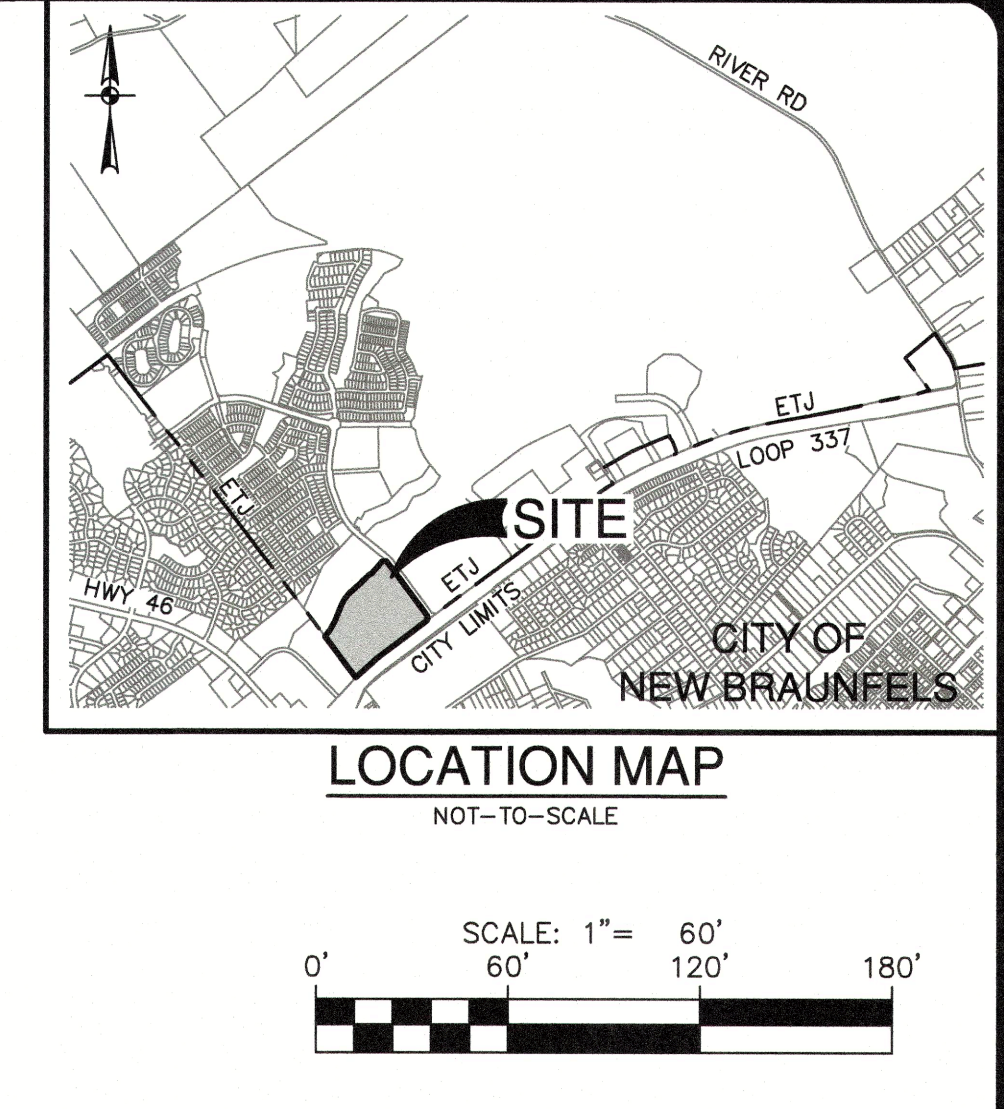 RIVER RD
ETJ
LOOP 337
ETJ
SITE
ETJ
HWY 46
CITY LIMITS
CITY OF
NEW BRAUNFELS
LOCATION MAP
NOT-TO-SCALE
SCALE: 1"= 60'
0' 60' 120' 180'